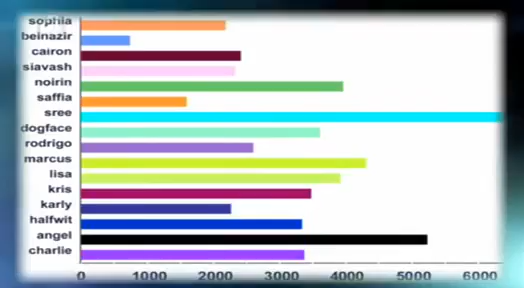 sophia
beinazir
cairon
siavash
noirin
saffia
sree
dogface
rodrigo
marcus
lisa
kris
karly
halfwit
angel
charlie
0 1000 2000 3000 4000 5000 6000